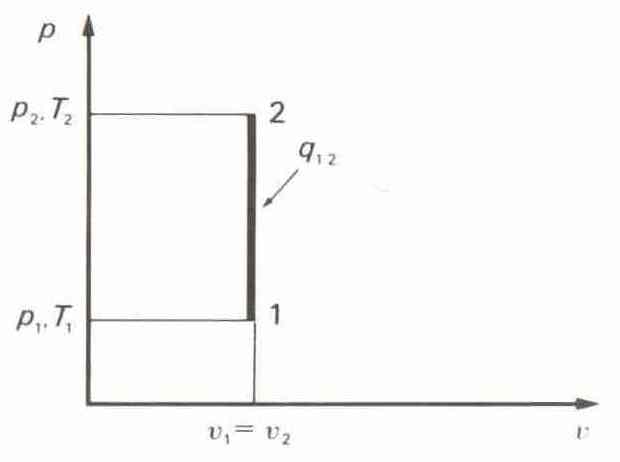 p
p₂, T₂
2
q₁₂
p₁, T₁
1
v₁ = v₂
v